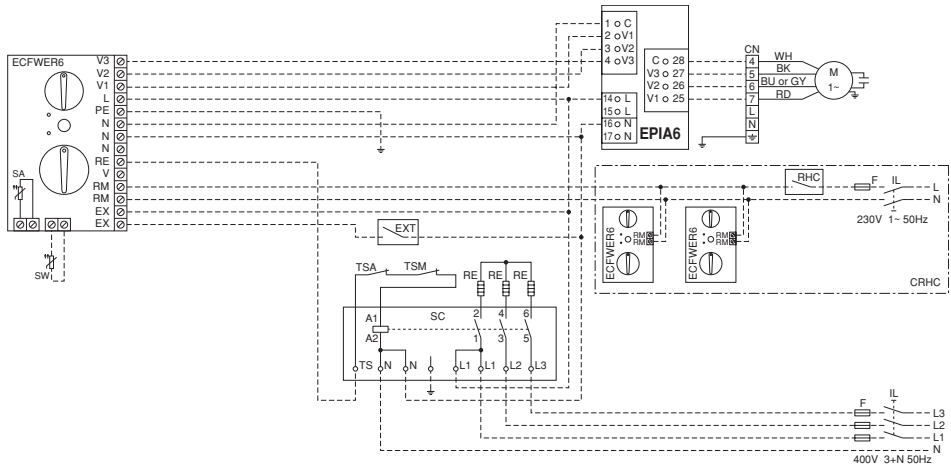 ECFWER6
V3
V2
V1
L
PE
N
N
N
RE
V
RM
RM
EX
EX
SA
SW
1 C
2 V1
3 V2
4 V3
C 28
V3 27
V2 26
V1 25
14 L
15 L
16 N
17 N
EPIA6
CN
4
5
6
7
L
N
WH
BK
BU or GY
RD
M
1~
RHC
F
IL
L
N
230V 1~ 50Hz
ECFWER6
RM
RM
ECFWER6
RM
RM
CRHC
EXT
TSA
TSM
RE
RE
RE
A1
A2
SC
2
4
6
1
3
5
TS
N
N
L1
L1
L2
L3
F
IL
L3
L2
L1
N
400V 3+N 50Hz